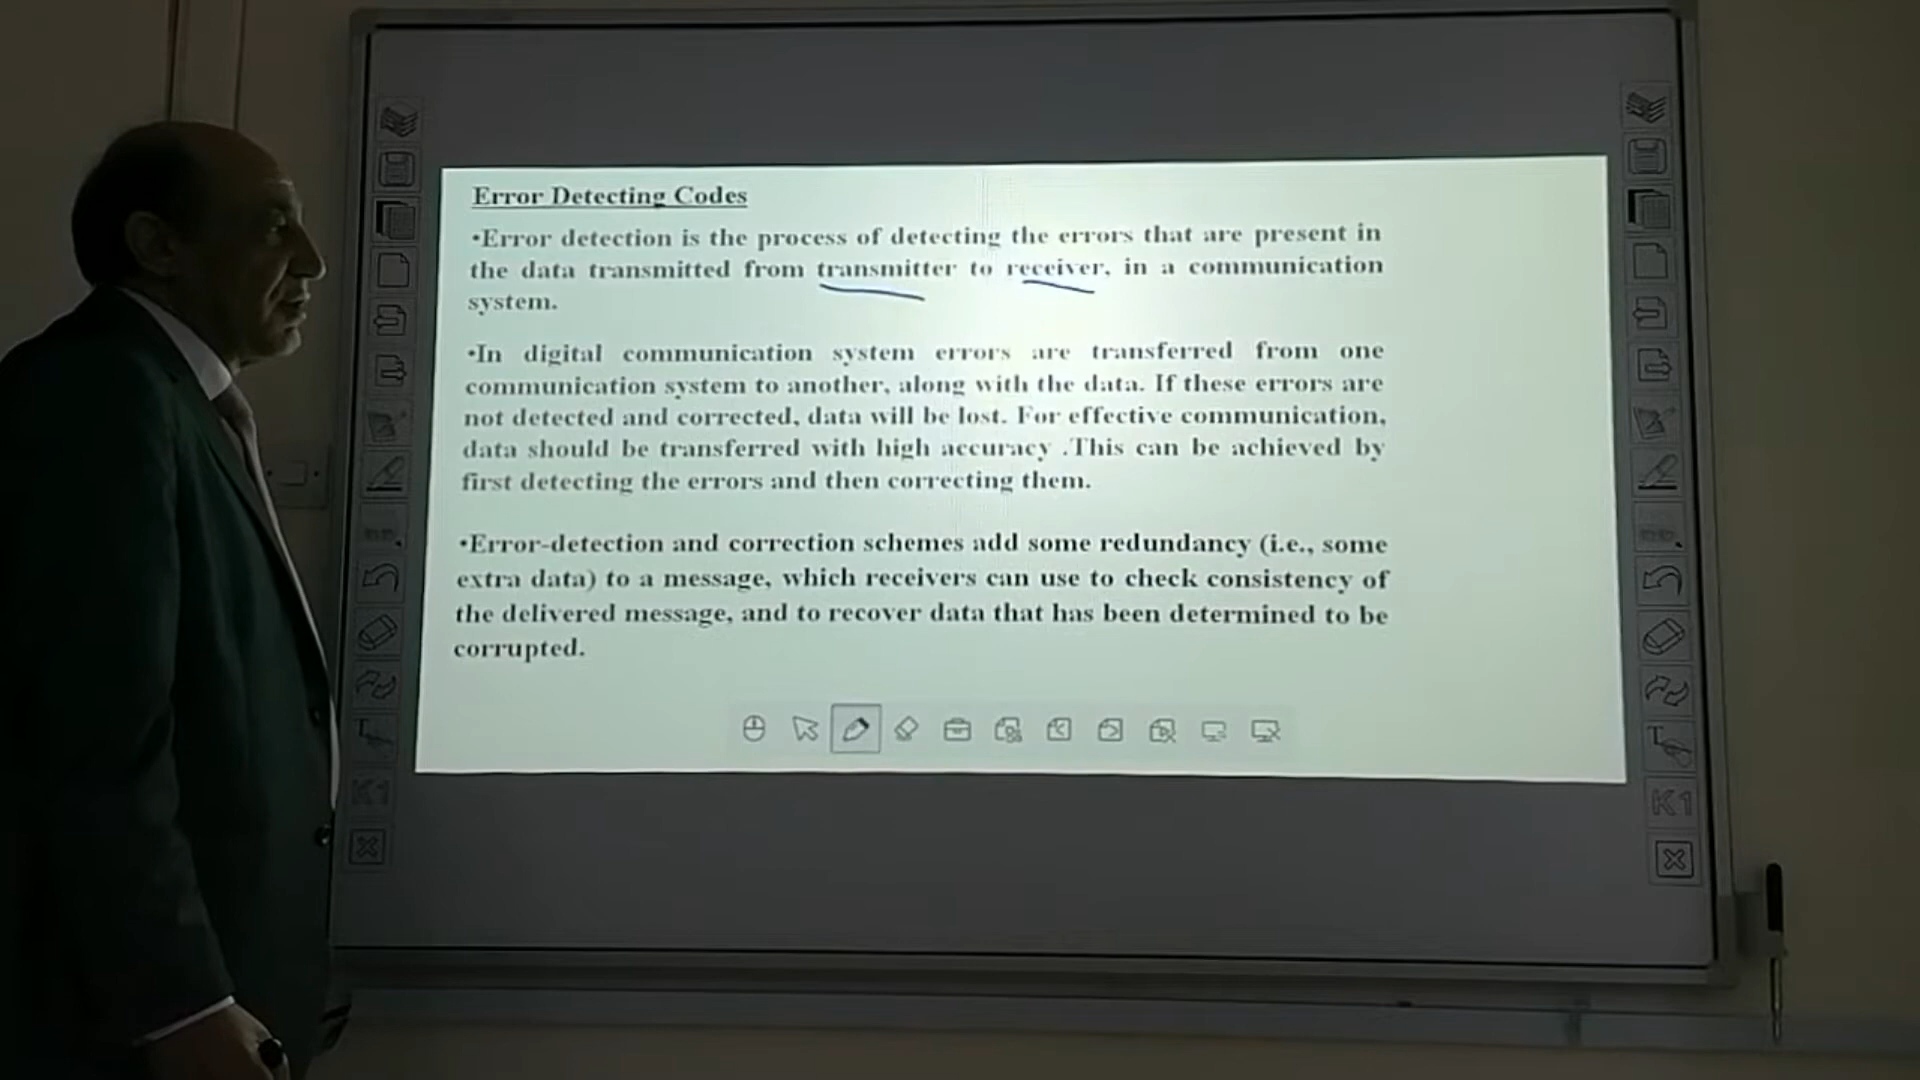 Error Detecting Codes
•Error detection is the process of detecting the errors that are present in
the data transmitted from transmitter to receiver, in a communication
system.
•In digital communication system errors are transferred from one
communication system to another, along with the data. If these errors are
not detected and corrected, data will be lost. For effective communication,
data should be transferred with high accuracy .This can be achieved by
first detecting the errors and then correcting them.
•Error-detection and correction schemes add some redundancy (i.e., some
extra data) to a message, which receivers can use to check consistency of
the delivered message, and to recover data that has been determined to be
corrupted.
K1
K1